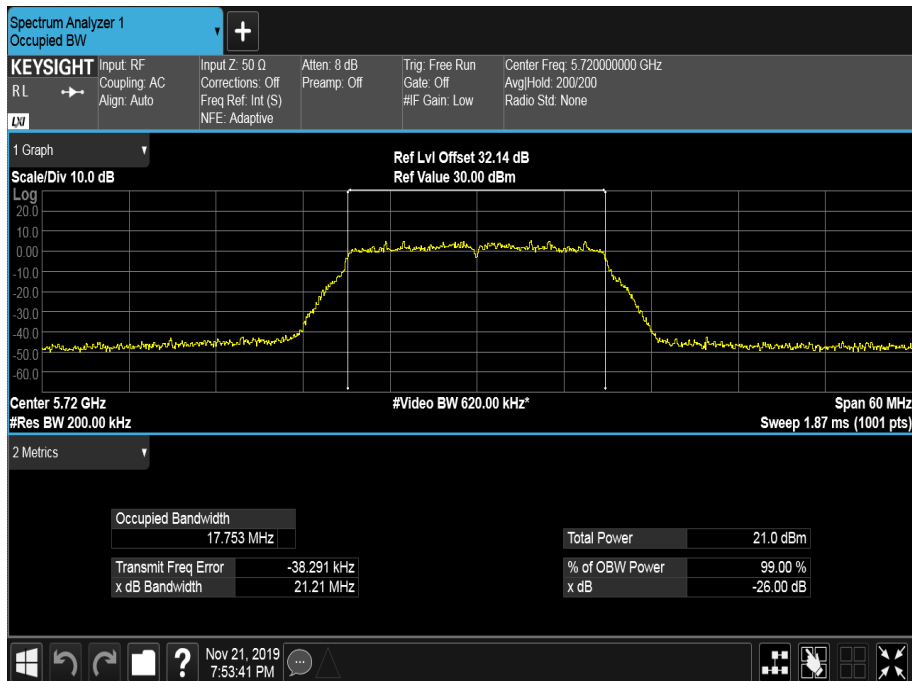 Spectrum Analyzer 1
Occupied BW
+
KEYSIGHT
RL
LXI
Input: RF
Coupling: AC
Align: Auto
Input Z: 50 Ω
Corrections: Off
Freq Ref: Int (S)
NFE: Adaptive
Atten: 8 dB
Preamp: Off
Trig: Free Run
Gate: Off
#IF Gain: Low
Center Freq: 5.720000000 GHz
Avg|Hold: 200/200
Radio Std: None
1 Graph
Scale/Div 10.0 dB
Ref Lvl Offset 32.14 dB
Ref Value 30.00 dBm
Log
20.0
10.0
0.00
-10.0
-20.0
-30.0
-40.0
-50.0
-60.0
Center 5.72 GHz
#Res BW 200.00 kHz
#Video BW 620.00 kHz*
Span 60 MHz
Sweep 1.87 ms (1001 pts)
2 Metrics
Occupied Bandwidth
17.753 MHz
Transmit Freq Error -38.291 kHz
x dB Bandwidth 21.21 MHz
Total Power 21.0 dBm
% of OBW Power 99.00 %
x dB -26.00 dB
?
Nov 21, 2019
7:53:41 PM